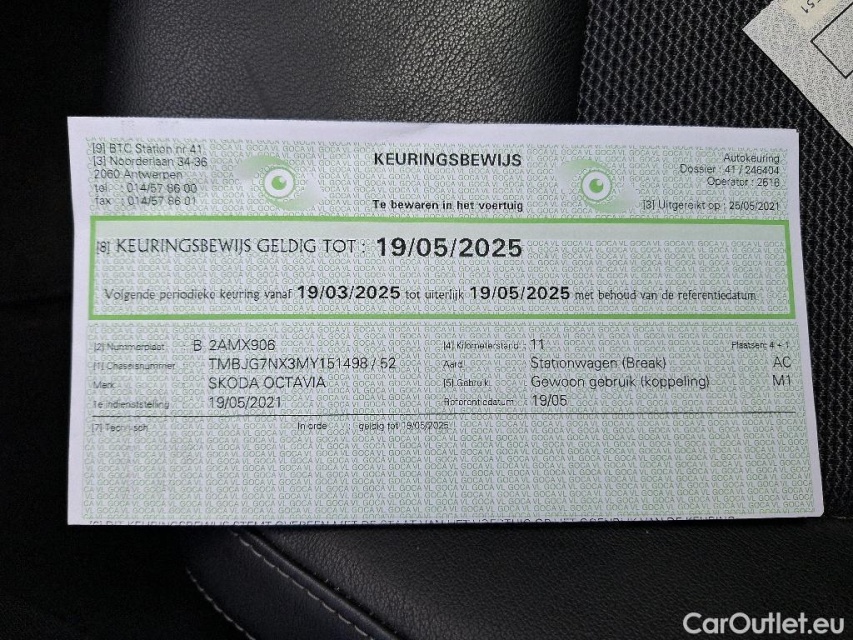 [9] BTC Station nr 41
[3] Noorderlaan 34-36
2060 Antwerpen
tel : 014/57 86 00
fax : 014/57 86 01
KEURINGSBEWIJS
Te bewaren in het voertuig
Autokeuring
Dossier : 41 / 246404
Operator : 2618
[3] Uitgereikt op : 25/05/2021
[8] KEURINGSBEWIJS GELDIG TOT : 19/05/2025
Volgende periodieke keuring vanaf 19/03/2025 tot uiterlijk 19/05/2025 met behoud van de referentiedatum
[2] Nummerplaat B 2AMX906 [4] Kilometerstand : 11 Plaatsen: 4 + 1
[1] Chassisnummer TMBJG7NX3MY151498 / 52 Aard Stationwagen (Break) AC
Merk SKODA OCTAVIA [5] Gebruik Gewoon gebruik (koppeling) M1
1e indienststelling 19/05/2021 Referentiedatum 19/05
[7] Technisch In orde : geldig tot 19/05/2025
CarOutlet.eu